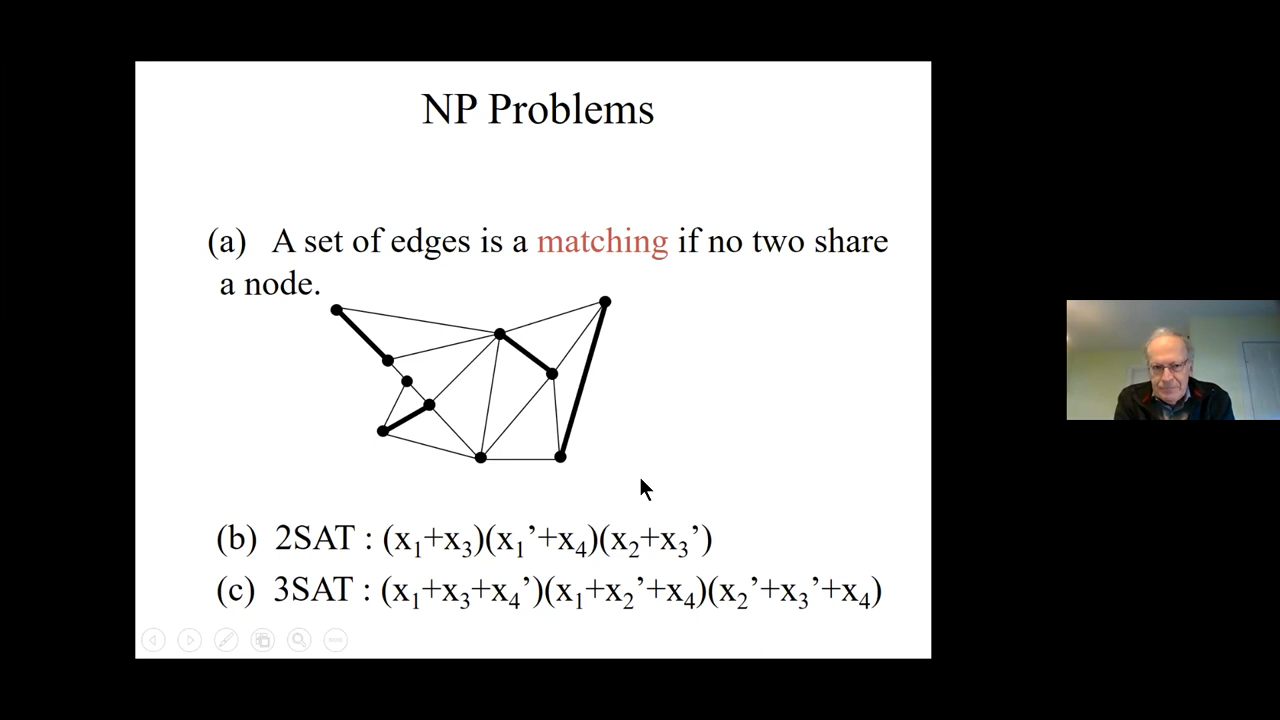 NP Problems
(a) A set of edges is a matching if no two share
a node.
(b) 2SAT : (x₁+x₃)(x₁’+x₄)(x₂+x₃’)
(c) 3SAT : (x₁+x₃+x₄’)(x₁+x₂’+x₄)(x₂’+x₃’+x₄)